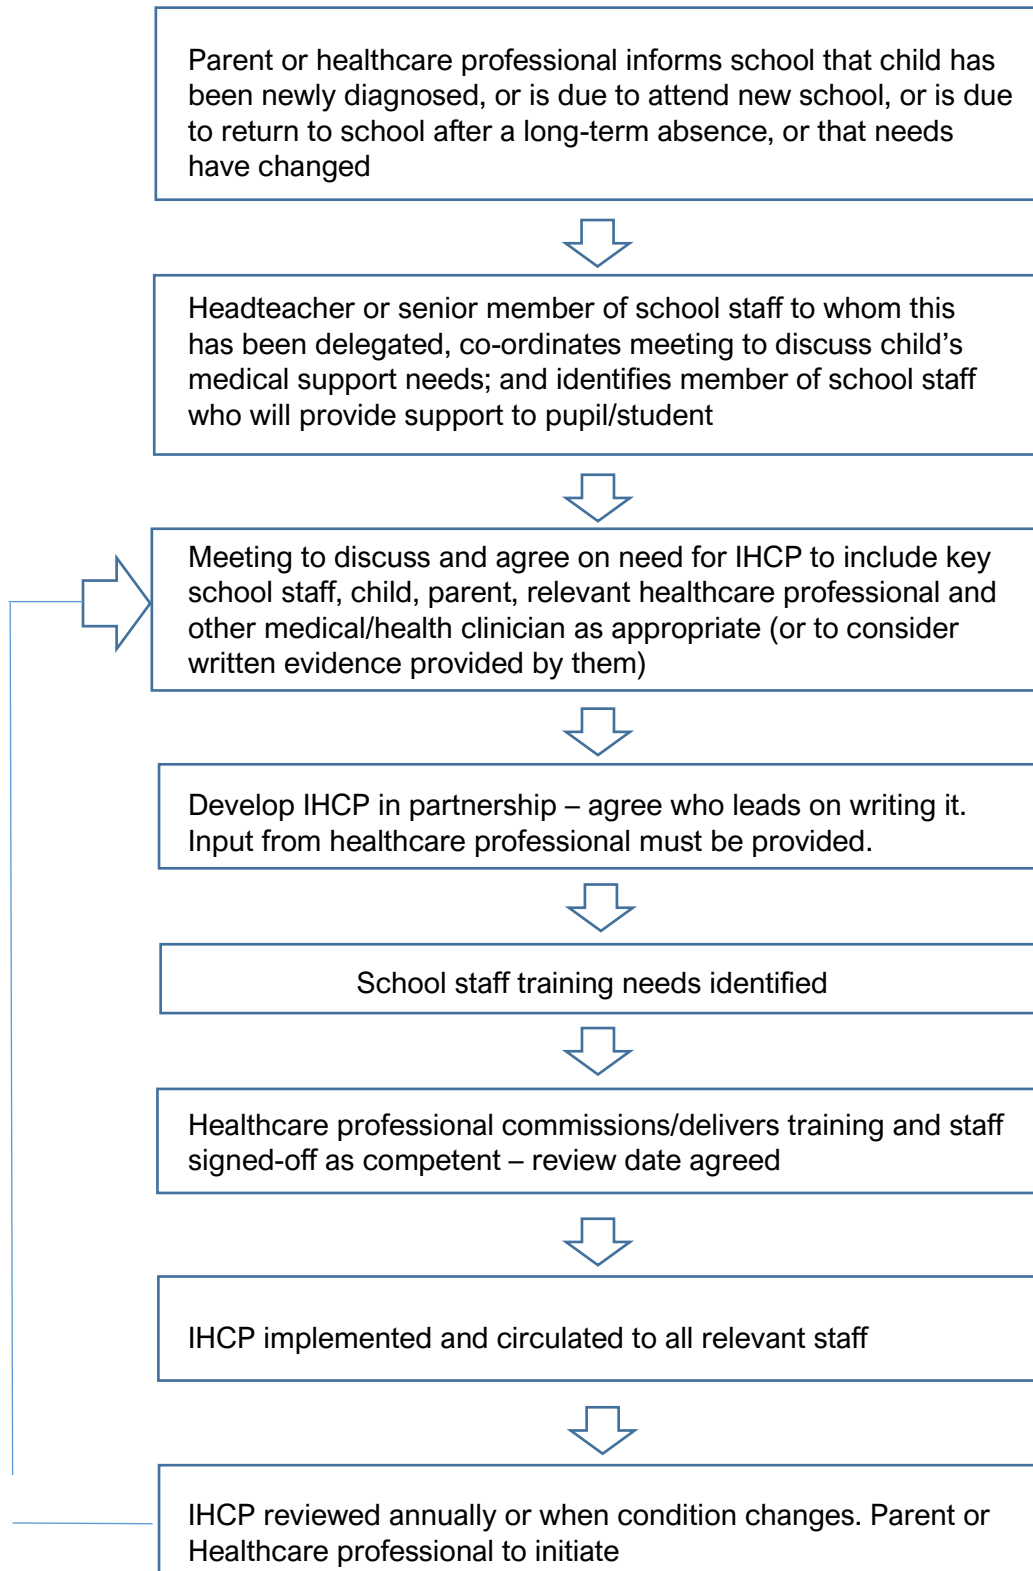 Parent or healthcare professional informs school that child has
been newly diagnosed, or is due to attend new school, or is due
to return to school after a long-term absence, or that needs
have changed
Headteacher or senior member of school staff to whom this
has been delegated, co-ordinates meeting to discuss child’s
medical support needs; and identifies member of school staff
who will provide support to pupil/student
Meeting to discuss and agree on need for IHCP to include key
school staff, child, parent, relevant healthcare professional and
other medical/health clinician as appropriate (or to consider
written evidence provided by them)
Develop IHCP in partnership – agree who leads on writing it.
Input from healthcare professional must be provided.
School staff training needs identified
Healthcare professional commissions/delivers training and staff
signed-off as competent – review date agreed
IHCP implemented and circulated to all relevant staff
IHCP reviewed annually or when condition changes. Parent or
Healthcare professional to initiate